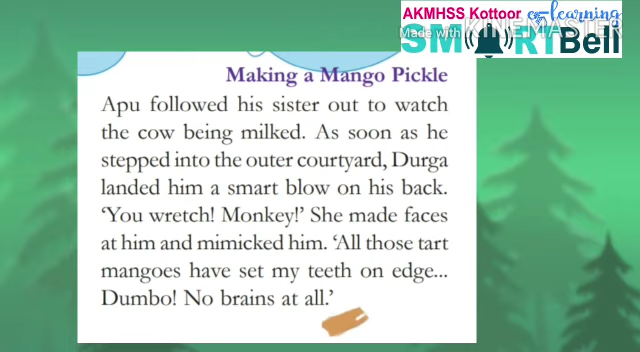 AKMHSS Kottoor e-learning
Made with KINEMASTER
SMARTBell
Making a Mango Pickle
Apu followed his sister out to watch
the cow being milked. As soon as he
stepped into the outer courtyard, Durga
landed him a smart blow on his back.
‘You wretch! Monkey!’ She made faces
at him and mimicked him. ‘All those tart
mangoes have set my teeth on edge...
Dumbo! No brains at all.’